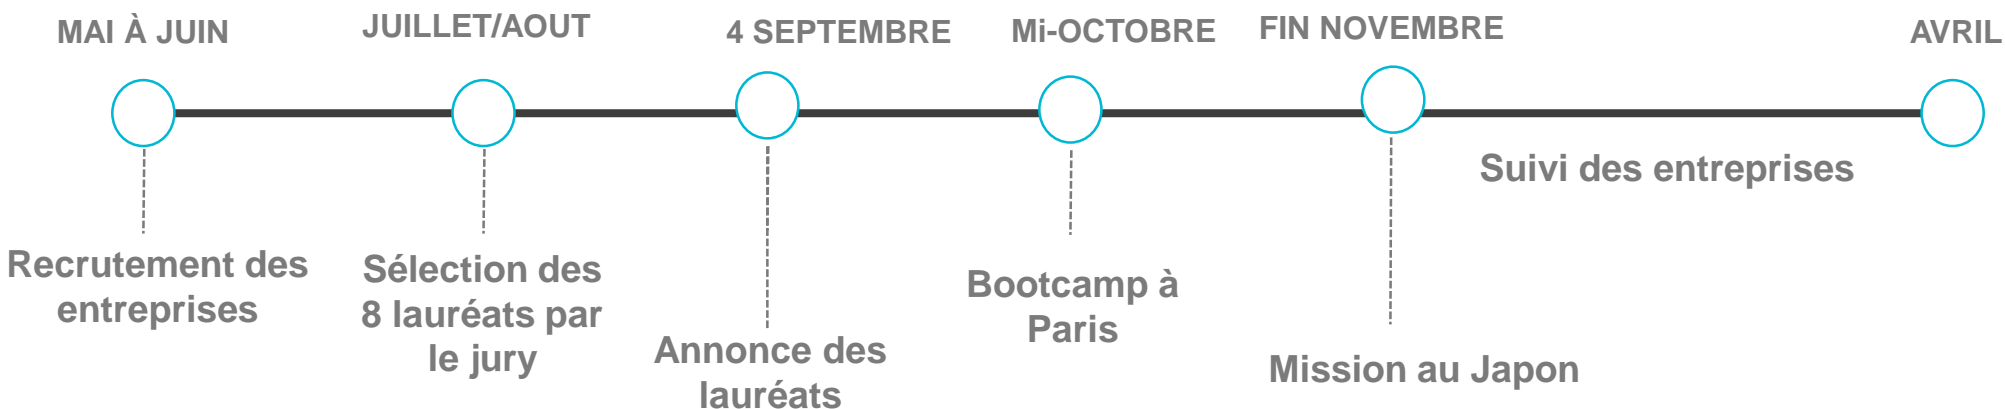 MAI À JUIN
JUILLET/AOUT
4 SEPTEMBRE
Mi-OCTOBRE
FIN NOVEMBRE
AVRIL
Recrutement des
entreprises
Sélection des
8 lauréats par
le jury
Annonce des
lauréats
Bootcamp à
Paris
Mission au Japon
Suivi des entreprises